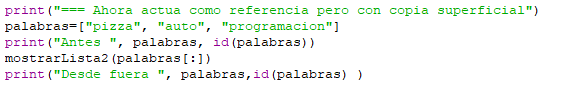 print("=== Ahora actua como referencia pero con copia superficial")
palabras=["pizza", "auto", "programacion"]
print("Antes ", palabras, id(palabras))
mostrarLista2(palabras[:])
print("Desde fuera ", palabras,id(palabras) )